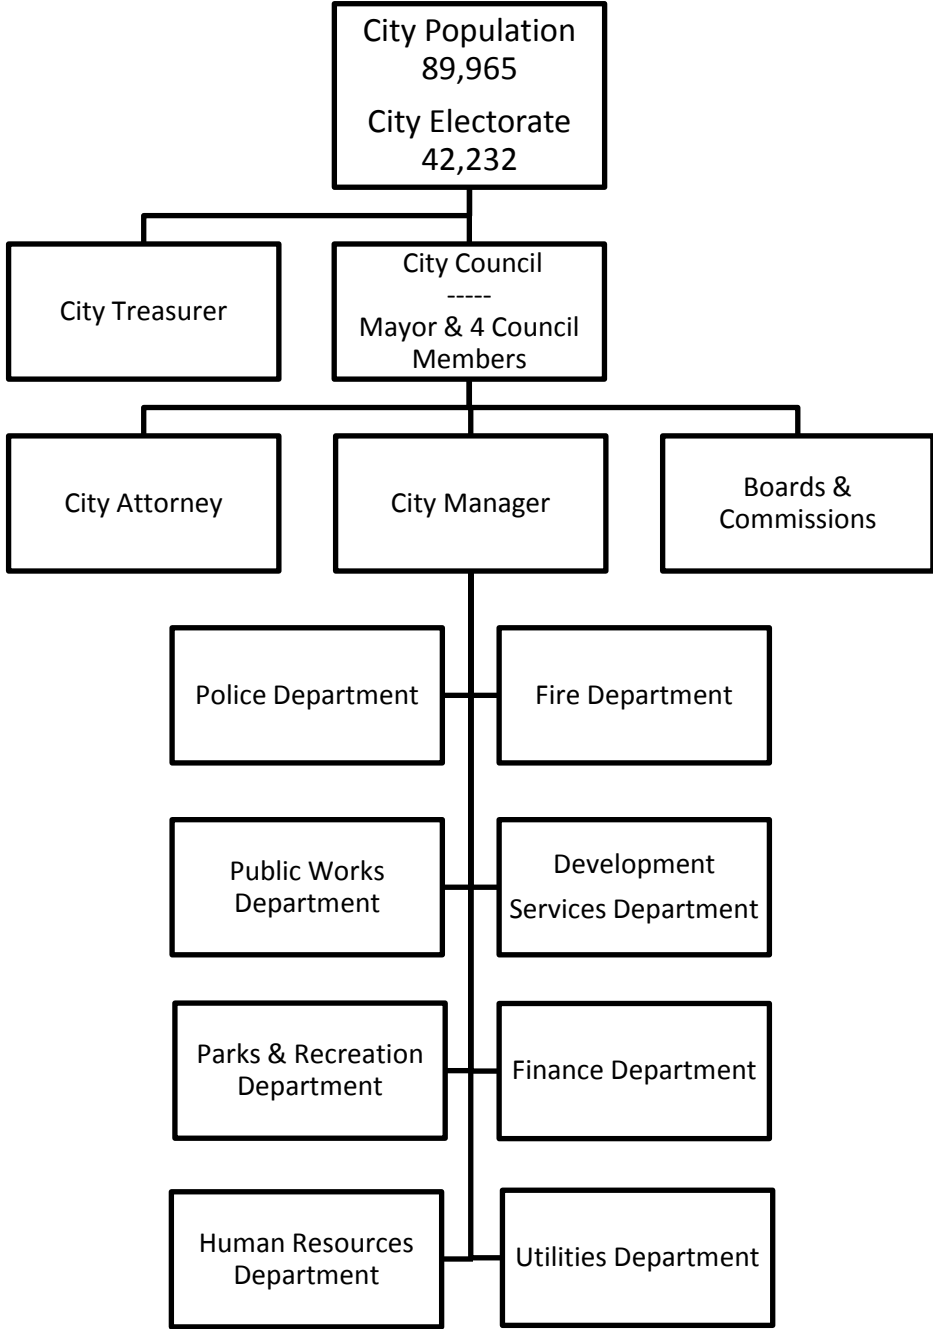 City Population
89,965
City Electorate
42,232
City Treasurer
City Council
-----
Mayor & 4 Council
Members
City Attorney
City Manager
Boards &
Commissions
Police Department
Fire Department
Public Works
Department
Development
Services Department
Parks & Recreation
Department
Finance Department
Human Resources
Department
Utilities Department